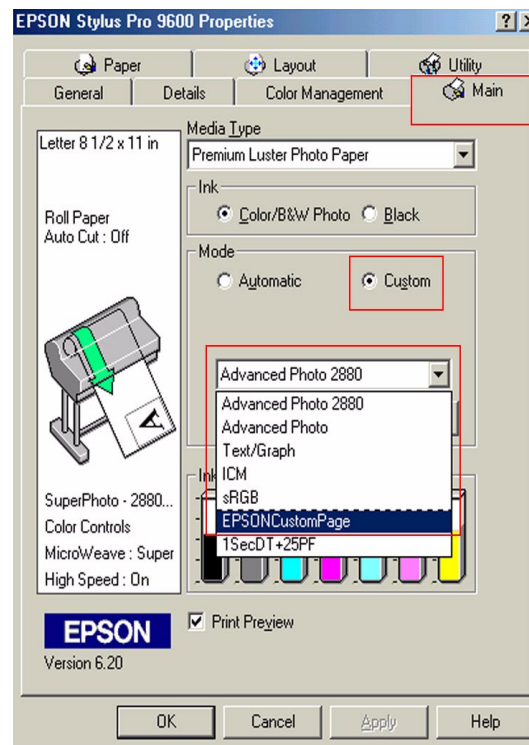 EPSON Stylus Pro 9600 Properties
Paper Layout Utility
General Details Color Management Main
Letter 8 1/2 x 11 in
Roll Paper
Auto Cut : Off
A
SuperPhoto - 2880...
Color Controls
MicroWeave : Super
High Speed : On
EPSON
Version 6.20
Media Type
Premium Luster Photo Paper
Ink
Color/B&W Photo Black
Mode
Automatic Custom
Advanced Photo 2880
Advanced Photo 2880
Advanced Photo
Text/Graph
ICM
sRGB
EPSONCustomPage
1SecDT+25PF
Ink
Print Preview
OK Cancel Apply Help